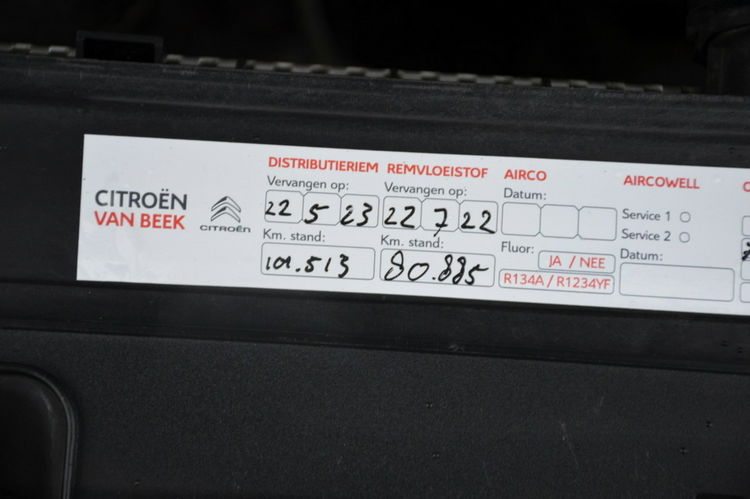 CITROËN
VAN BEEK
CITROËN
DISTRIBUTIERIEM
Vervangen op:
22 5 23
Km. stand:
101.513
REMVLOEISTOF
Vervangen op:
22 7 22
Km. stand:
80.885
AIRCO
Datum:
Fluor: JA / NEE
R134A / R1234YF
AIRCOWELL
Service 1
Service 2
Datum: